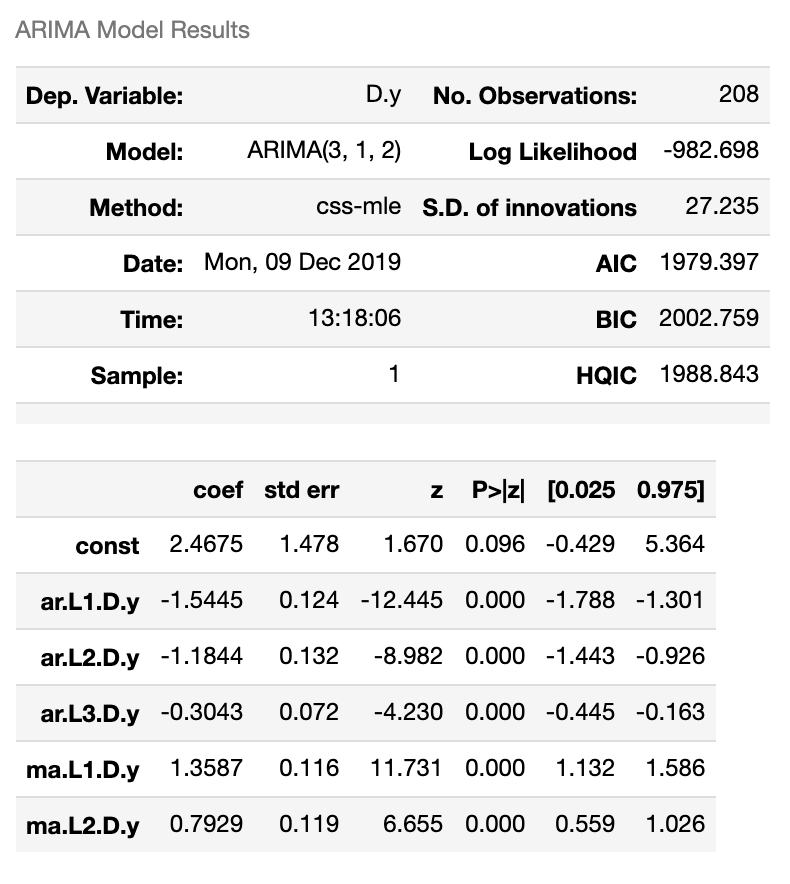 ARIMA Model Results
Dep. Variable: D.y No. Observations: 208
Model: ARIMA(3, 1, 2) Log Likelihood -982.698
Method: css-mle S.D. of innovations 27.235
Date: Mon, 09 Dec 2019 AIC 1979.397
Time: 13:18:06 BIC 2002.759
Sample: 1 HQIC 1988.843
coef std err z P>|z| [0.025 0.975]
const 2.4675 1.478 1.670 0.096 -0.429 5.364
ar.L1.D.y -1.5445 0.124 -12.445 0.000 -1.788 -1.301
ar.L2.D.y -1.1844 0.132 -8.982 0.000 -1.443 -0.926
ar.L3.D.y -0.3043 0.072 -4.230 0.000 -0.445 -0.163
ma.L1.D.y 1.3587 0.116 11.731 0.000 1.132 1.586
ma.L2.D.y 0.7929 0.119 6.655 0.000 0.559 1.026